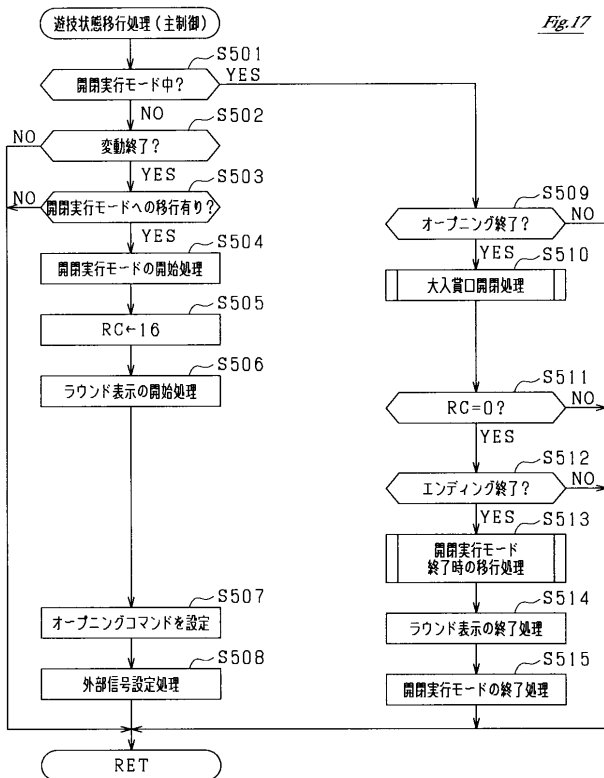 Fig.17
遊技状態移行処理(主制御)
S501
開閉実行モード中?
YES
NO
S502
NO
変動終了?
YES
S503
NO
開閉実行モードへの移行有り?
YES
S504
開閉実行モードの開始処理
S505
RC←16
S506
ラウンド表示の開始処理
S507
オープニングコマンドを設定
S508
外部信号設定処理
RET
S509
オープニング終了?
NO
YES
S510
大入賞口開閉処理
S511
RC=0?
NO
YES
S512
エンディング終了?
NO
YES
S513
開閉実行モード
終了時の移行処理
S514
ラウンド表示の終了処理
S515
開閉実行モードの終了処理